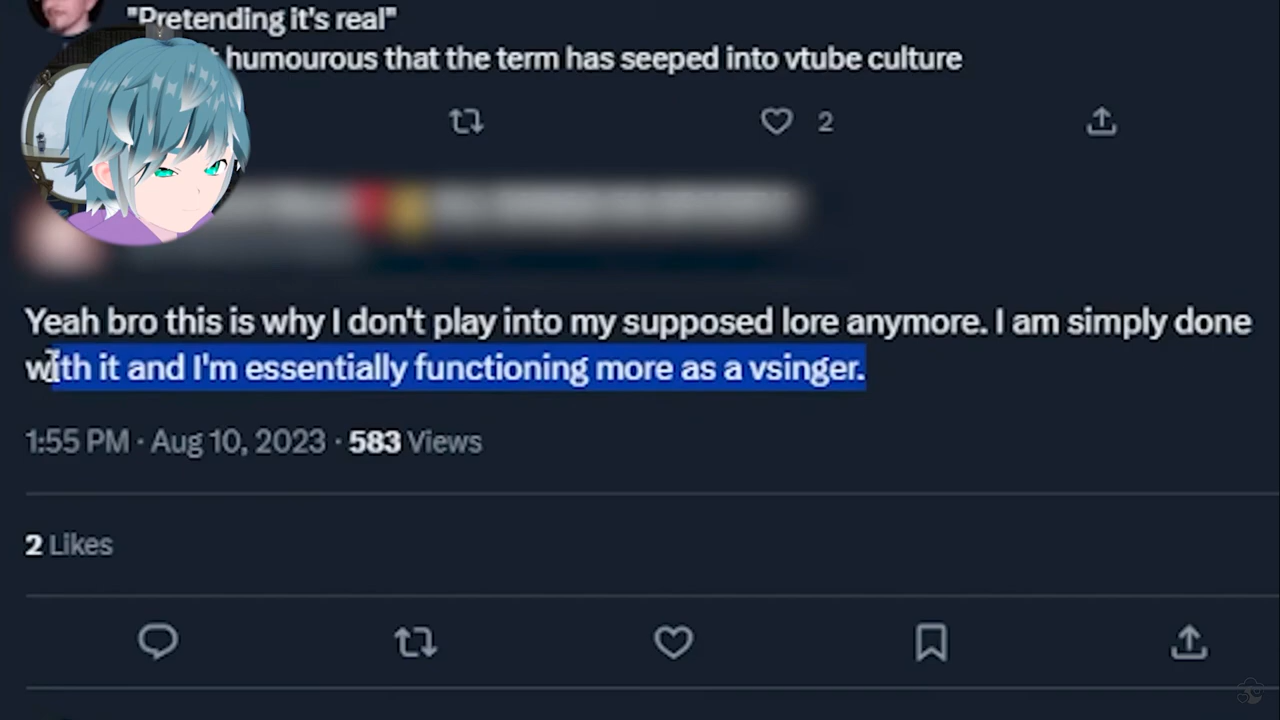 "Pretending it's real"
humourous that the term has seeped into vtube culture
2
Yeah bro this is why I don't play into my supposed lore anymore. I am simply done
with it and I'm essentially functioning more as a vsinger.
1:55 PM · Aug 10, 2023 · 583 Views
2 Likes